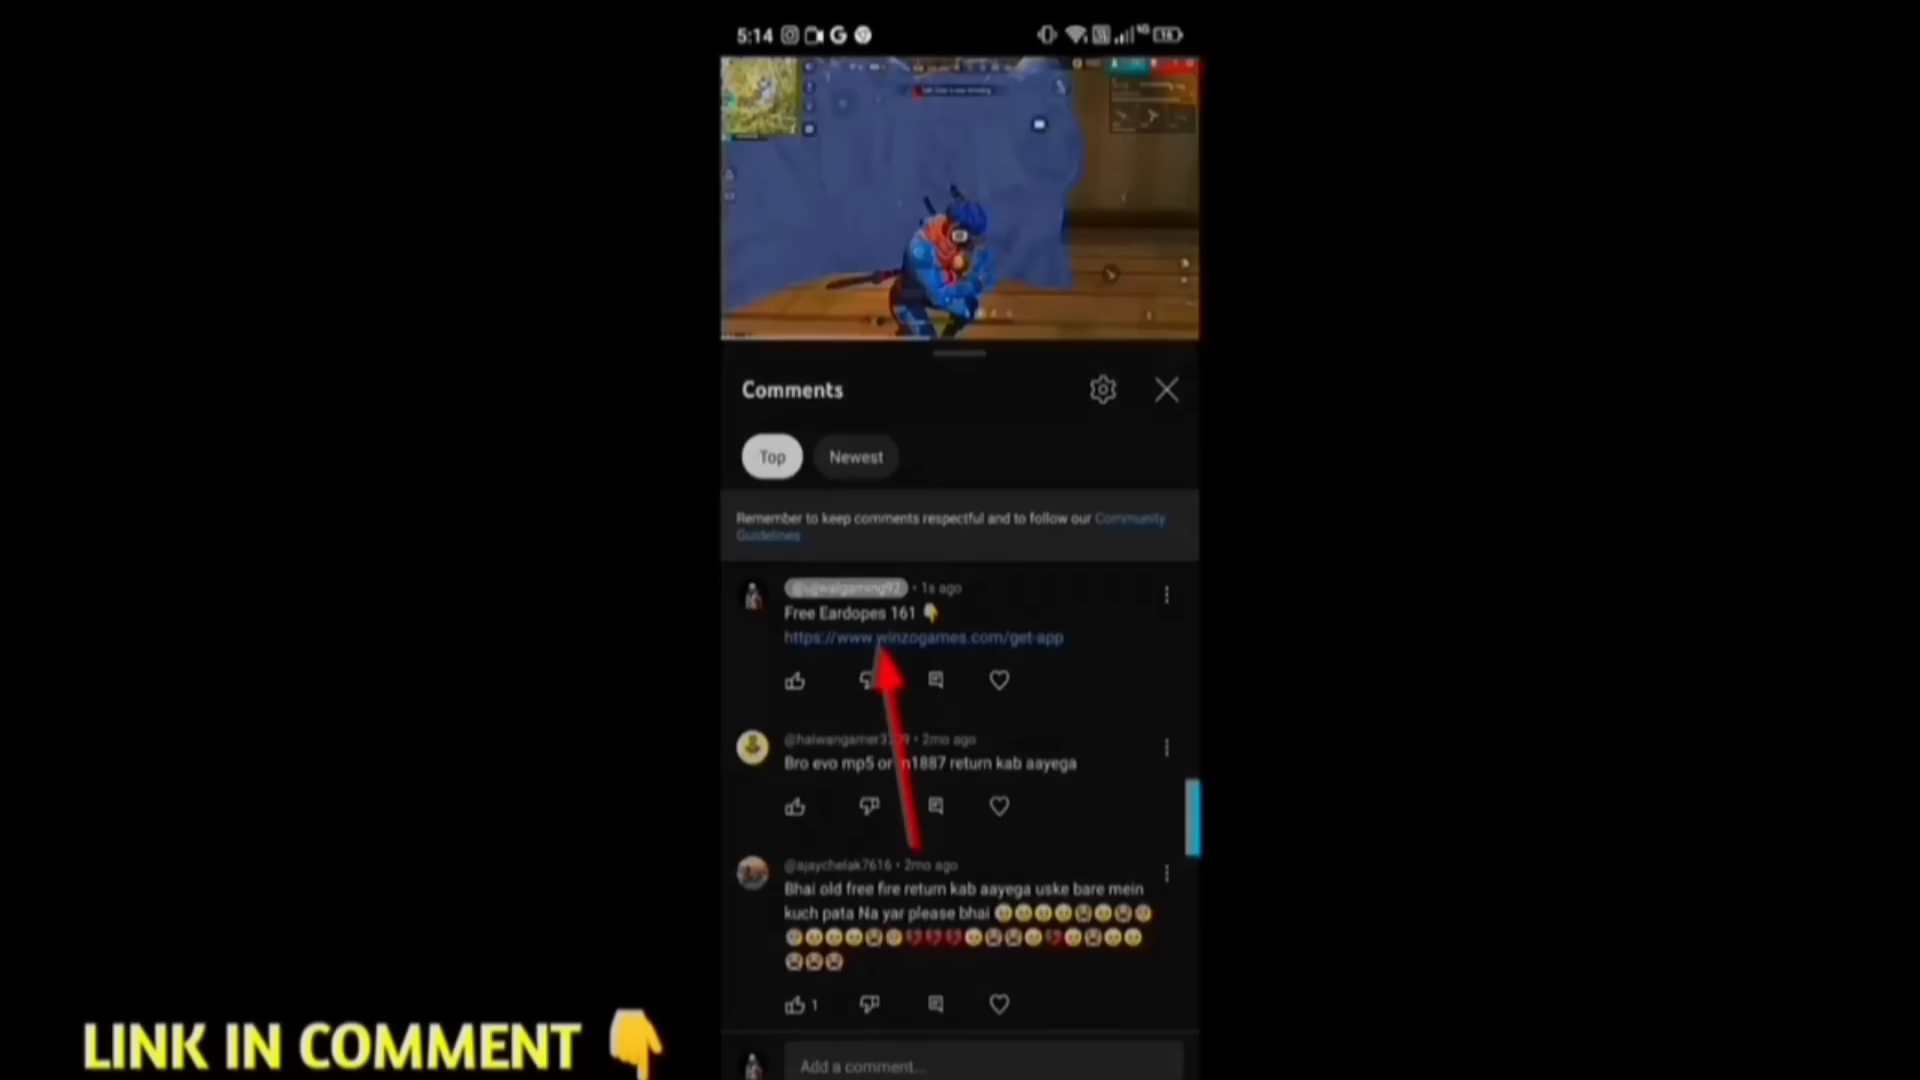 5:14
Comments
Top
Newest
Remember to keep comments respectful and to follow our Community
Guidelines
@ujjwalgaming92 • 1s ago
Free Eardopes 161 👇
https://www.winzogames.com/get-app
• 2mo ago
Bro evo mp5 or m1887 return kab aayega
@ajaychelak7616 • 2mo ago
Bhai old free fire return kab aayega uske bare mein
kuch pata Na yar please bhai
1
Add a comment...
LINK IN COMMENT 👇